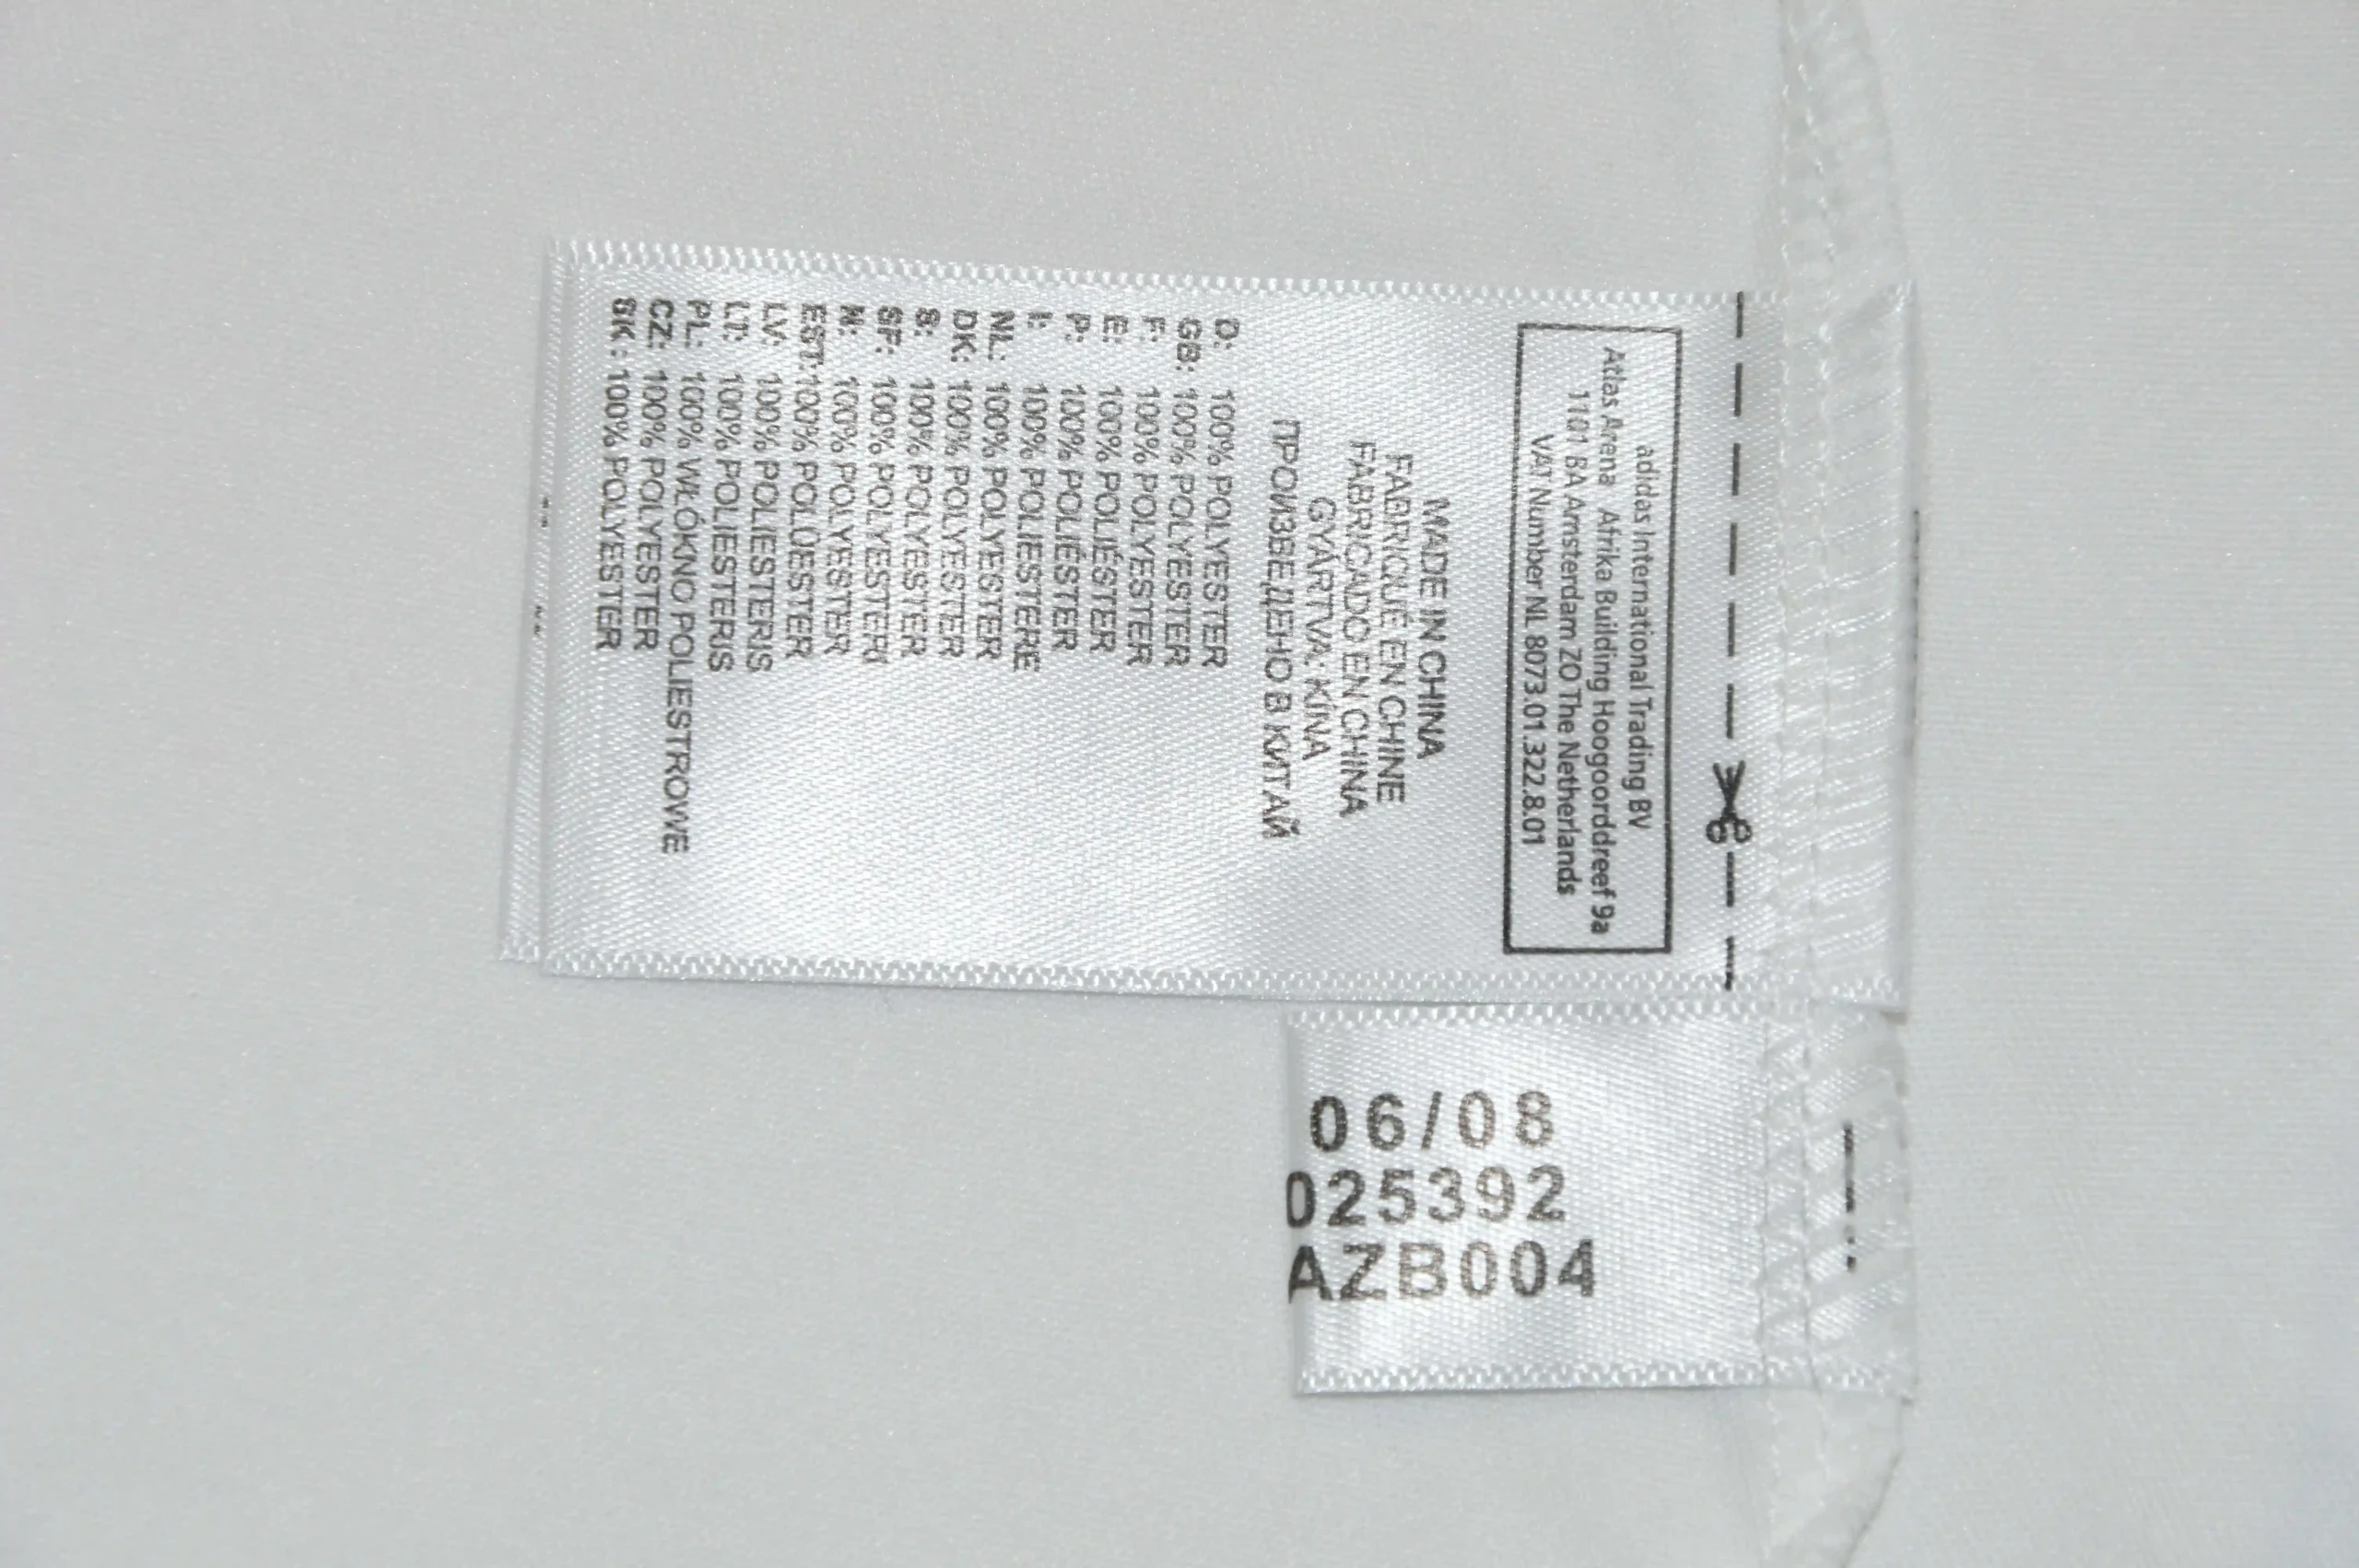 adidas International Trading BV
Atlas Arena Afrika Building Hoogoorddreef 9a
1101 BA Amsterdam ZO The Netherlands
VAT Number NL 8073.01.322.8.01
MADE IN CHINA
FABRIQUÉ EN CHINE
FABRICADO EN CHINA
GYÁRTVA: KÍNA
ПРОИЗВЕДЕНО В КИТАЙ
D: 100% POLYESTER
GB: 100% POLYESTER
F: 100% POLYESTER
E: 100% POLIÉSTER
P: 100% POLIÉSTER
I: 100% POLIESTERE
NL: 100% POLYESTER
DK: 100% POLYESTER
S: 100% POLYESTER
SF: 100% POLYESTERI
N: 100% POLYESTER
EST: 100% POLÜESTER
LV: 100% POLIESTERIS
LT: 100% POLIESTERIS
PL: 100% WŁÓKNO POLIESTROWE
CZ: 100% POLYESTER
SK: 100% POLYESTER
06/08
025392
AZB004